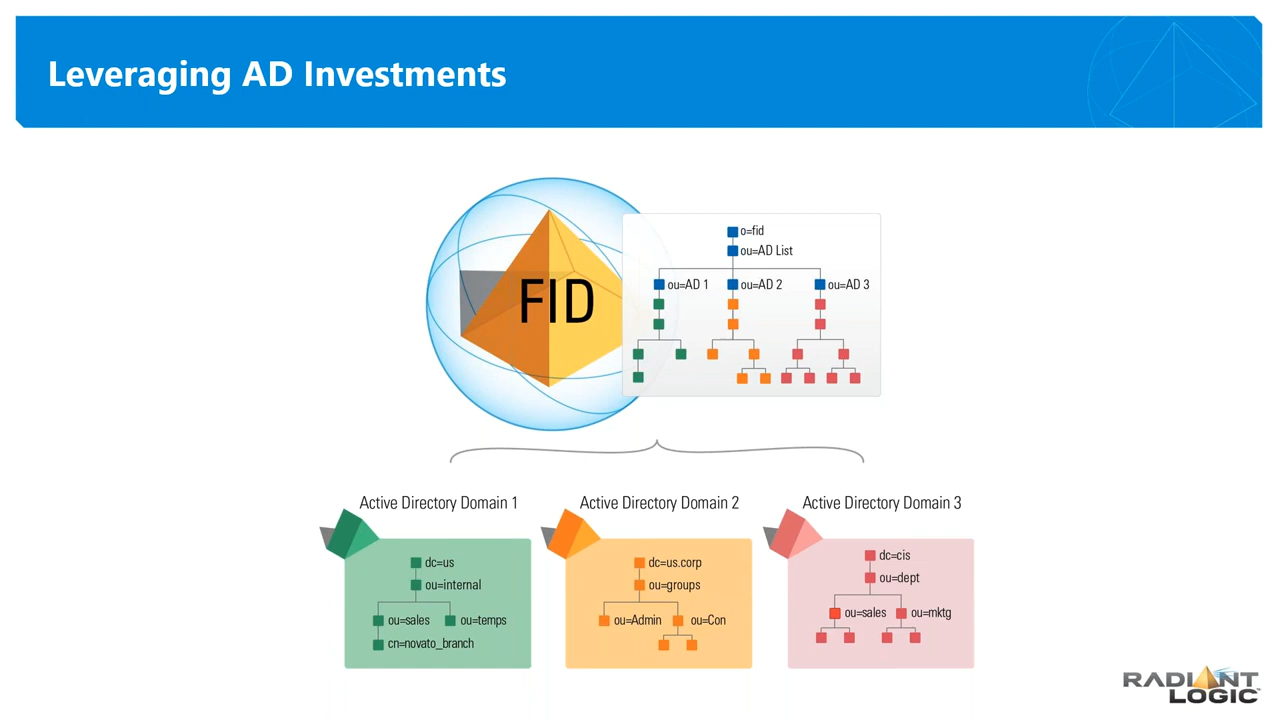 Leveraging AD Investments
FID
o=fid
ou=AD List
ou=AD 1
ou=AD 2
ou=AD 3
Active Directory Domain 1
Active Directory Domain 2
Active Directory Domain 3
dc=us
ou=internal
ou=sales
ou=temps
cn=novato_branch
dc=us.corp
ou=groups
ou=Admin
ou=Con
dc=cis
ou=dept
ou=sales
ou=mktg
RADIANT
LOGIC